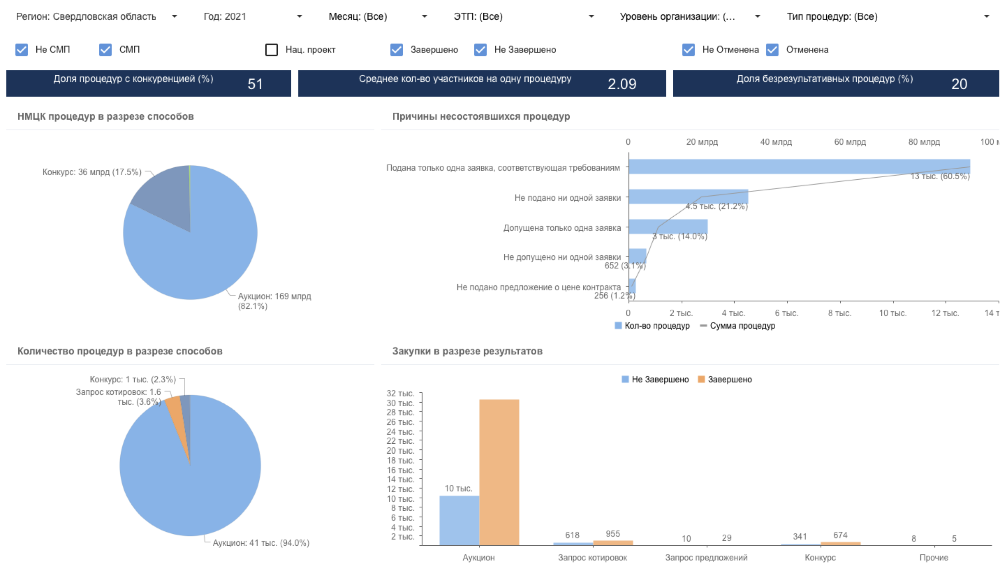 Регион: Свердловская область
Год: 2021
Месяц: (Все)
ЭТП: (Все)
Уровень организации: (...
Тип процедур: (Все)
Не СМП
СМП
Нац. проект
Завершено
Не Завершено
Не Отменена
Отменена
Доля процедур с конкуренцией (%)
51
Среднее кол-во участников на одну процедуру
2.09
Доля безрезультативных процедур (%)
20
НМЦК процедур в разрезе способов
Конкурс: 36 млрд (17.5%)
Аукцион: 169 млрд
(82.1%)
Причины несостоявшихся процедур
0 20 млрд 40 млрд 60 млрд 80 млрд 100
Подана только одна заявка, соответствующая требованиям
13 тыс. (60.5%)
Не подано ни одной заявки
4.5 тыс. (21.2%)
Допущена только одна заявка
3 тыс. (14.0%)
Не допущено ни одной заявки
652 (3.1%)
Не подано предложение о цене контракта
256 (1.2%)
0 2 тыс. 4 тыс. 6 тыс. 8 тыс. 10 тыс. 12 тыс. 14 т
Кол-во процедур
Сумма процедур
Количество процедур в разрезе способов
Конкурс: 1 тыс. (2.3%)
Запрос котировок: 1.6
тыс. (3.6%)
Аукцион: 41 тыс. (94.0%)
Закупки в разрезе результатов
Не Завершено
Завершено
32 тыс.
30 тыс.
28 тыс.
26 тыс.
24 тыс.
22 тыс.
20 тыс.
18 тыс.
16 тыс.
14 тыс.
12 тыс.
10 тыс.
8 тыс.
6 тыс.
4 тыс.
2 тыс.
10 тыс.
618 955
10 29
341 674
8 5
Аукцион
Запрос котировок
Запрос предложений
Конкурс
Прочие